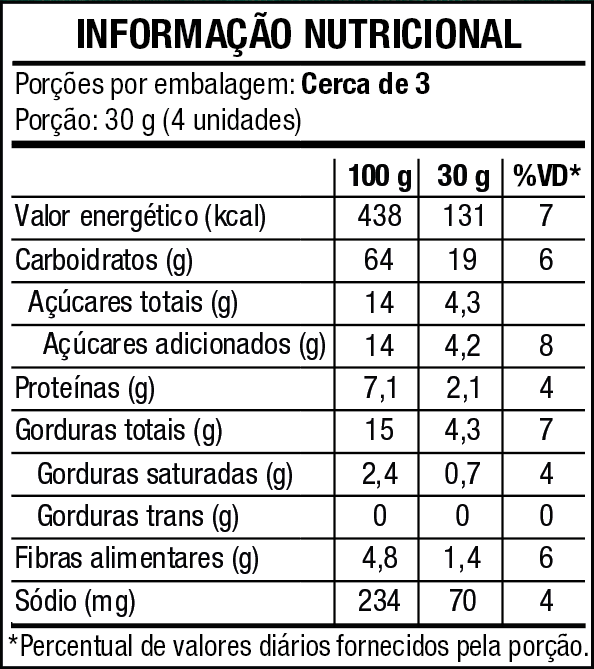 INFORMAÇÃO NUTRICIONAL
Porções por embalagem: Cerca de 3
Porção: 30 g (4 unidades)
100 g 30 g %VD*
Valor energético (kcal) 438 131 7
Carboidratos (g) 64 19 6
Açúcares totais (g) 14 4,3
Açúcares adicionados (g) 14 4,2 8
Proteínas (g) 7,1 2,1 4
Gorduras totais (g) 15 4,3 7
Gorduras saturadas (g) 2,4 0,7 4
Gorduras trans (g) 0 0 0
Fibras alimentares (g) 4,8 1,4 6
Sódio (mg) 234 70 4
*Percentual de valores diários fornecidos pela porção.